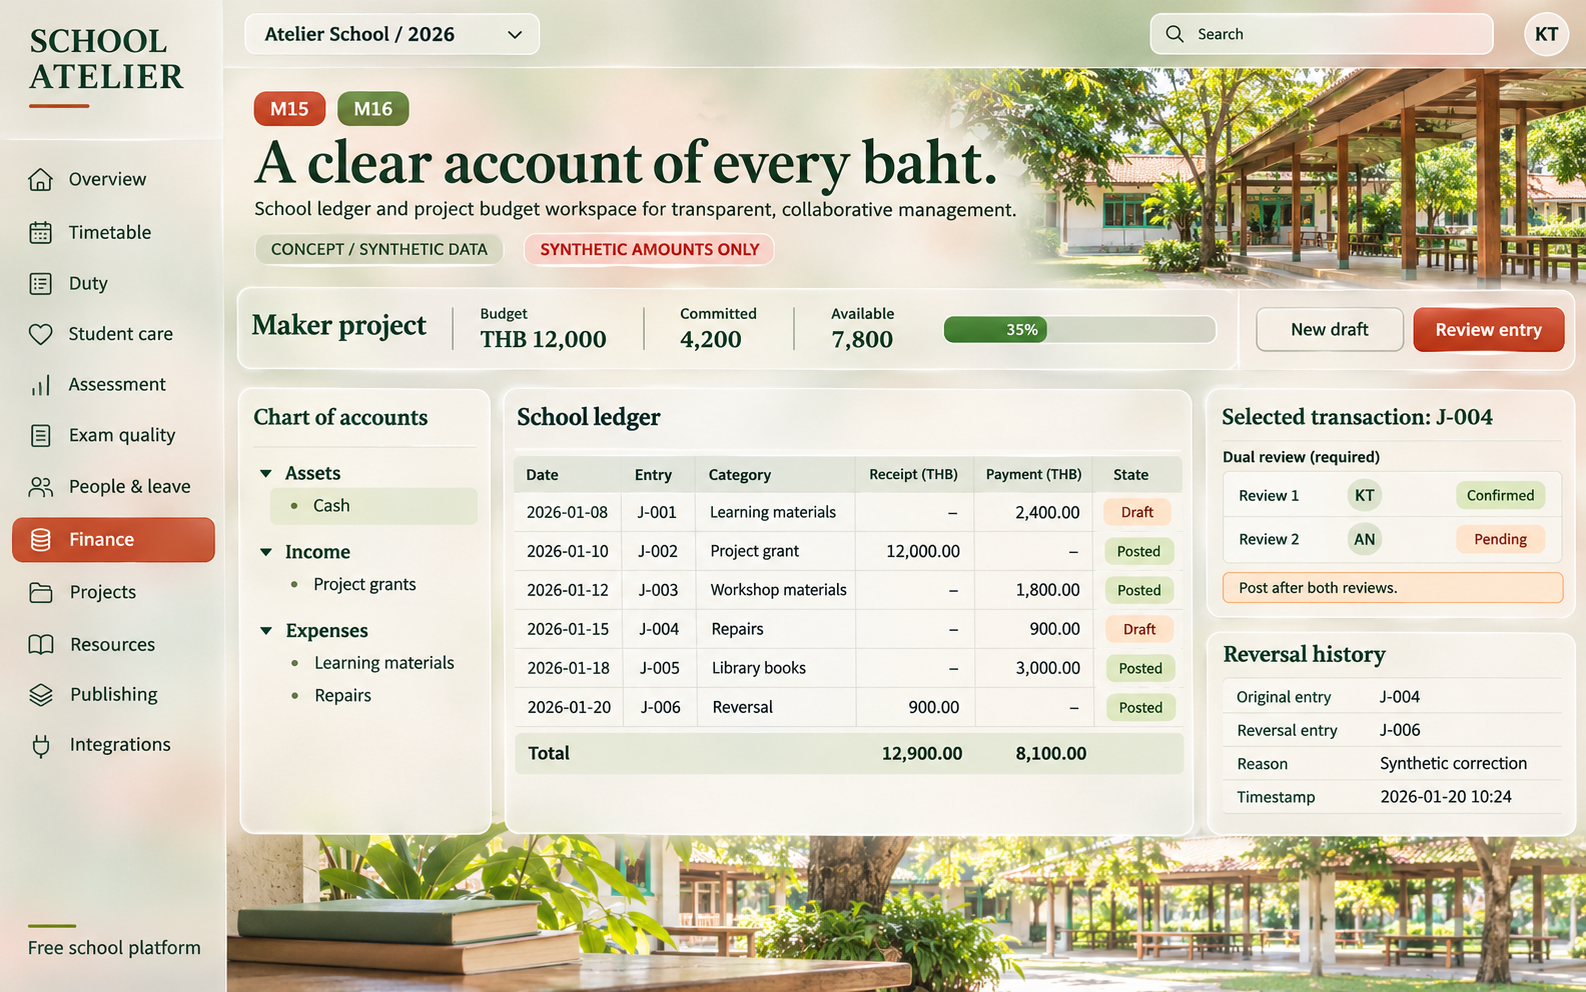 SCHOOL
ATELIER
Atelier School / 2026
Search
KT
Overview
Timetable
Duty
Student care
Assessment
Exam quality
People & leave
Finance
Projects
Resources
Publishing
Integrations
Free school platform
M15
M16
A clear account of every baht.
School ledger and project budget workspace for transparent, collaborative management.
CONCEPT / SYNTHETIC DATA
SYNTHETIC AMOUNTS ONLY
Maker project
Budget
THB 12,000
Committed
4,200
Available
7,800
35%
New draft
Review entry
Chart of accounts
Assets
Cash
Income
Project grants
Expenses
Learning materials
Repairs
School ledger
Date Entry Category Receipt (THB) Payment (THB) State
2026-01-08 J-001 Learning materials – 2,400.00 Draft
2026-01-10 J-002 Project grant 12,000.00 – Posted
2026-01-12 J-003 Workshop materials – 1,800.00 Posted
2026-01-15 J-004 Repairs – 900.00 Draft
2026-01-18 J-005 Library books – 3,000.00 Posted
2026-01-20 J-006 Reversal 900.00 – Posted
Total 12,900.00 8,100.00
Selected transaction: J-004
Dual review (required)
Review 1 KT Confirmed
Review 2 AN Pending
Post after both reviews.
Reversal history
Original entry J-004
Reversal entry J-006
Reason Synthetic correction
Timestamp 2026-01-20 10:24